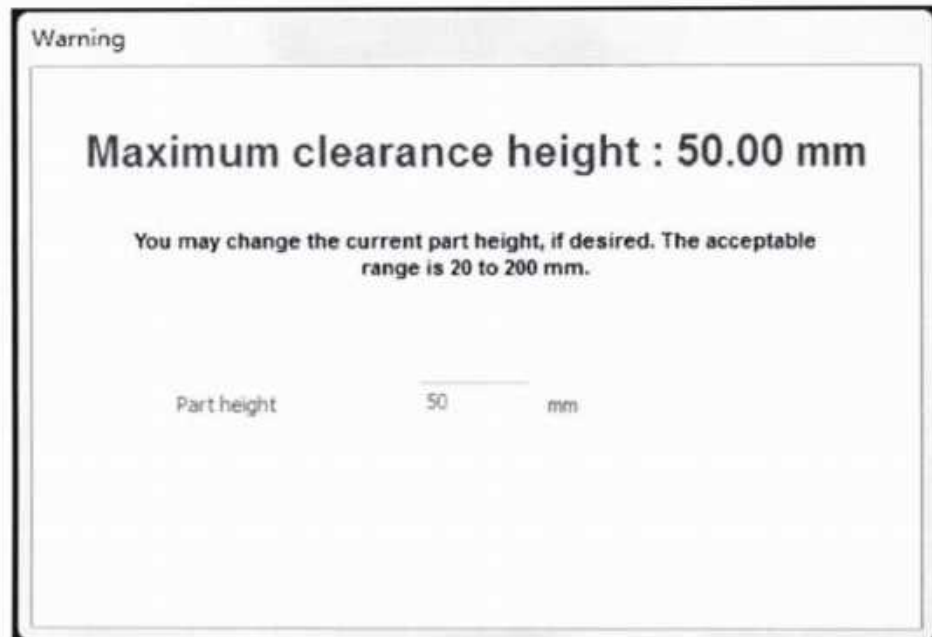 Warning
Maximum clearance height : 50.00 mm
You may change the current part height, if desired. The acceptable
range is 20 to 200 mm.
Part height 50 mm